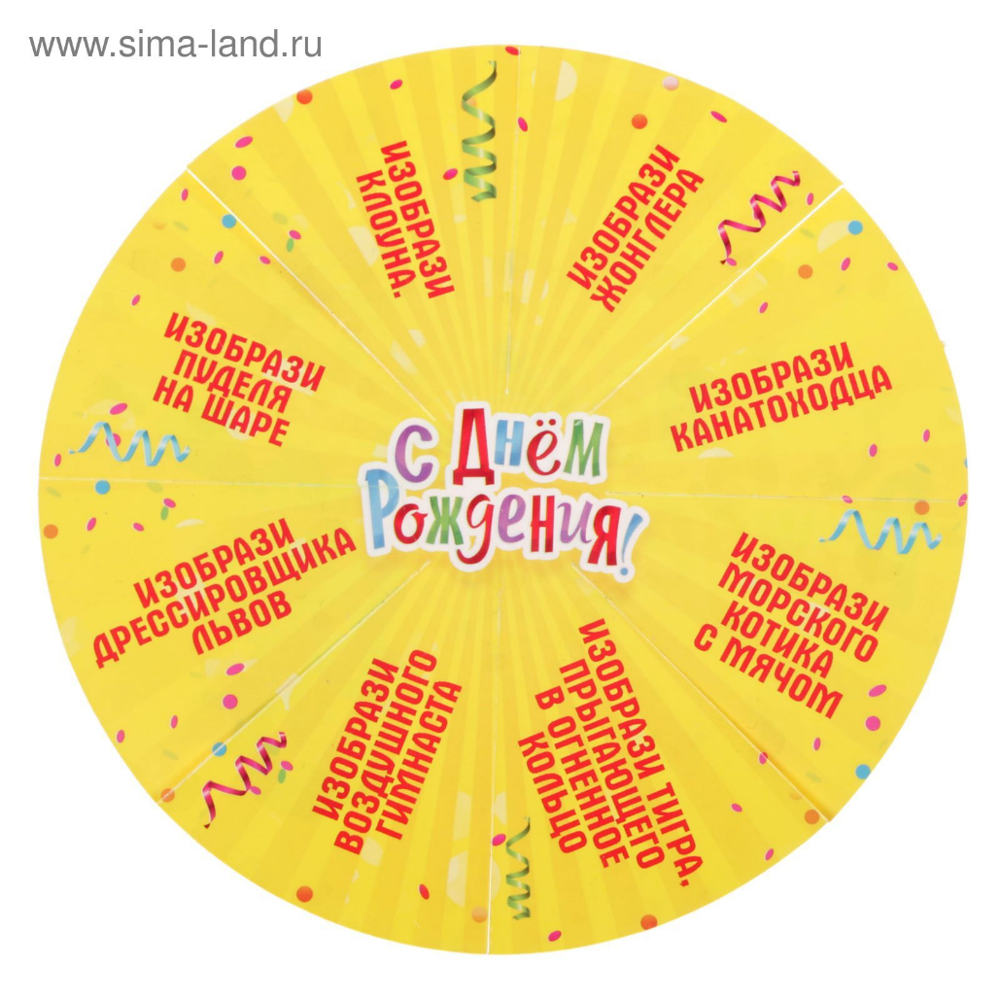 www.sima-land.ru
ИЗОБРАЗИ
КЛОУНА.
ИЗОБРАЗИ
ЖОНГЛЕРА
ИЗОБРАЗИ
КАНАТОХОДЦА
ИЗОБРАЗИ
МОРСКОГО
КОТИКА
С МЯЧОМ
ИЗОБРАЗИ ТИГРА,
ПРЫГАЮЩЕГО
В ОГНЕННОЕ
КОЛЬЦО
ИЗОБРАЗИ
ВОЗДУШНОГО
ГИМНАСТА
ИЗОБРАЗИ
ДРЕССИРОВЩИКА
ЛЬВОВ
ИЗОБРАЗИ
ПУДЕЛЯ
НА ШАРЕ
С Днём
Рождения!